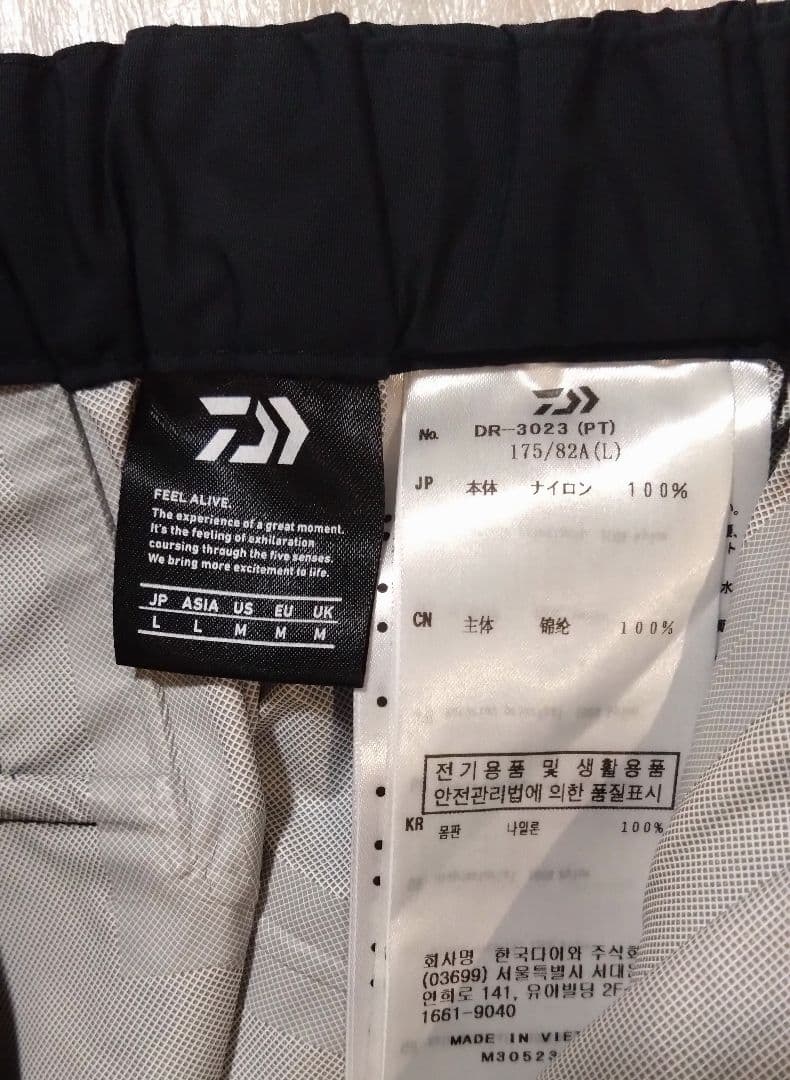 FEEL ALIVE.
The experience of a great moment.
It's the feeling of exhilaration
coursing through the five senses.
We bring more excitement to life.
JP ASIA US EU UK
L L M M M
No. DR-3023 (PT)
175/82A(L)
JP 本体 ナイロン 100%
CN 主体 锦纶 100%
전기용품 및 생활용품
안전관리법에 의한 품질표시
KR 몸판 나일론 100%
회사명 한국다이와 주식회
(03699) 서울특별시 서대문
연희로 141, 유어빌딩 2F
1661-9040
MADE IN VIE
M30523
水
ト